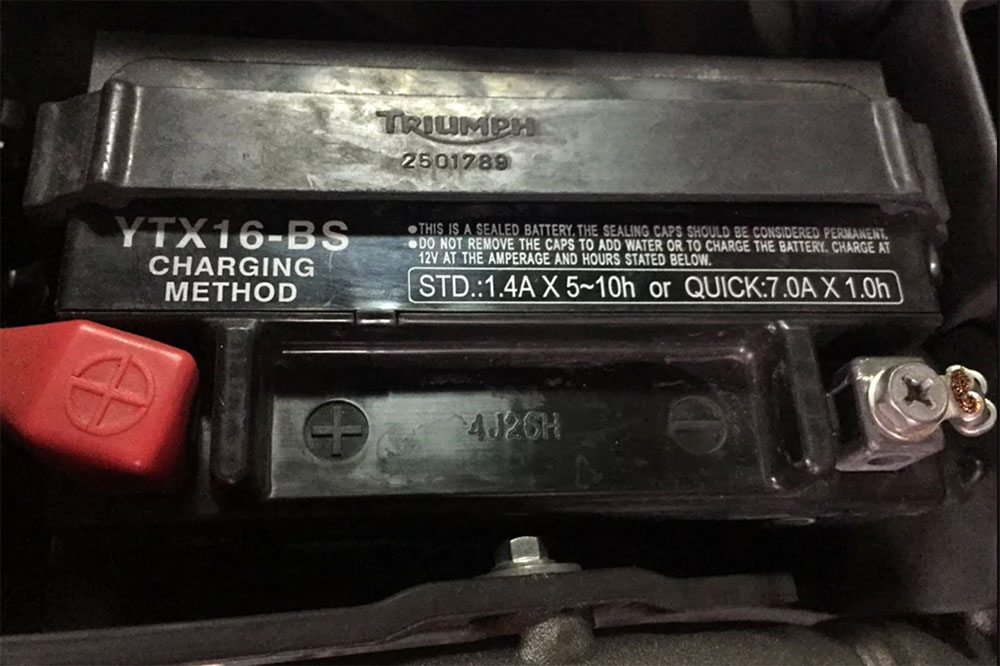 TRIUMPH
2501789
YTX16-BS
CHARGING
METHOD
●THIS IS A SEALED BATTERY.THE SEALING CAPS SHOULD BE CONSIDERED PERMANENT.
●DO NOT REMOVE THE CAPS TO ADD WATER OR TO CHARGE THE BATTERY. CHARGE AT
12V AT THE AMPERAGE AND HOURS STATED BELOW.
STD.:1.4A X 5~10h or QUICK:7.0A X 1.0h
+ 4J26H −